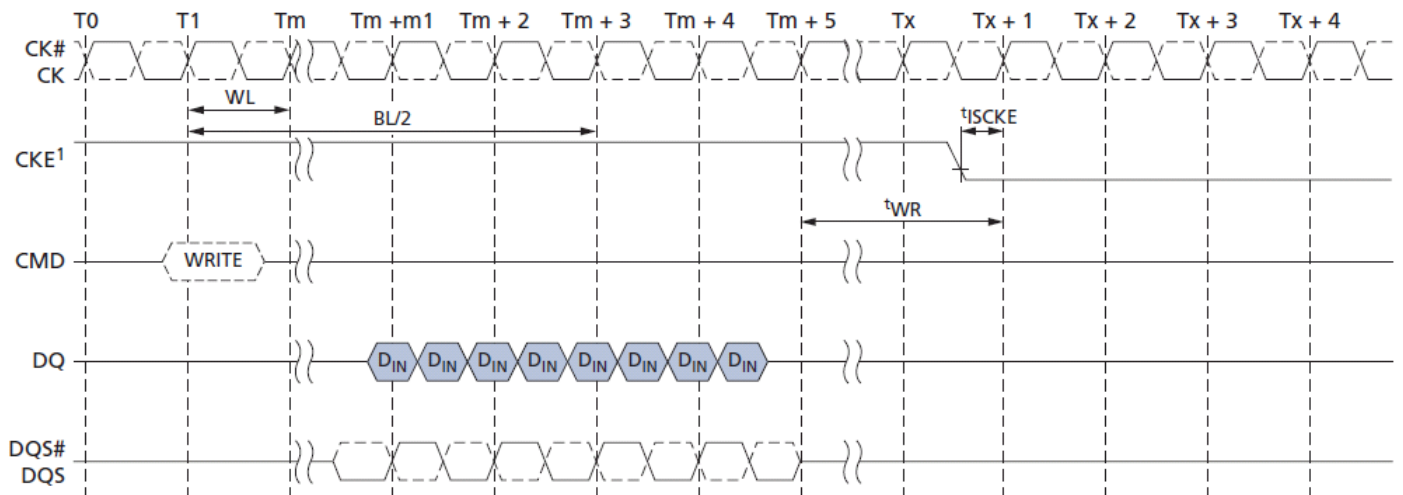 T0 T1 Tm Tm +m1 Tm + 2 Tm + 3 Tm + 4 Tm + 5 Tx Tx + 1 Tx + 2 Tx + 3 Tx + 4
CK#
CK
WL
BL/2
tISCKE
CKE1
tWR
CMD WRITE
DQ DIN DIN DIN DIN DIN DIN DIN DIN
DQS#
DQS